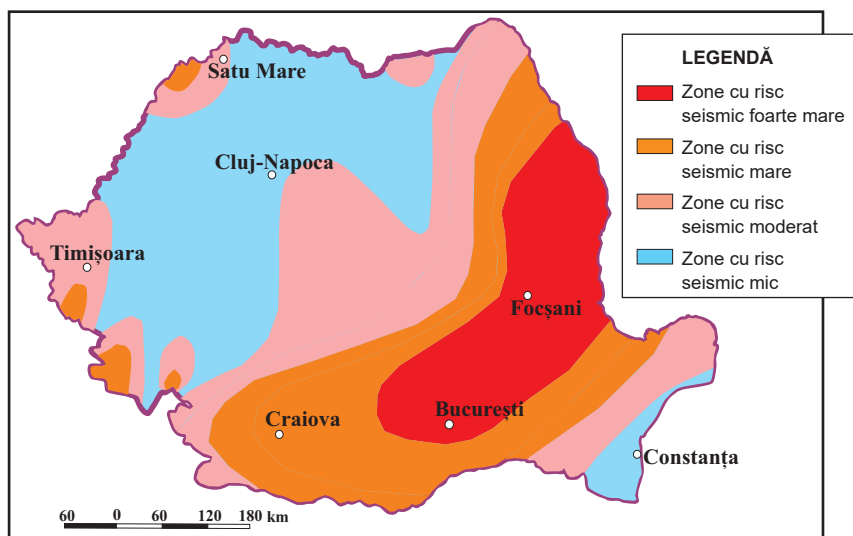 LEGENDĂ
Zone cu risc
seismic foarte mare
Zone cu risc
seismic mare
Zone cu risc
seismic moderat
Zone cu risc
seismic mic
Satu Mare
Cluj-Napoca
Timișoara
Focșani
Craiova
București
Constanța
60 0 60 120 180 km